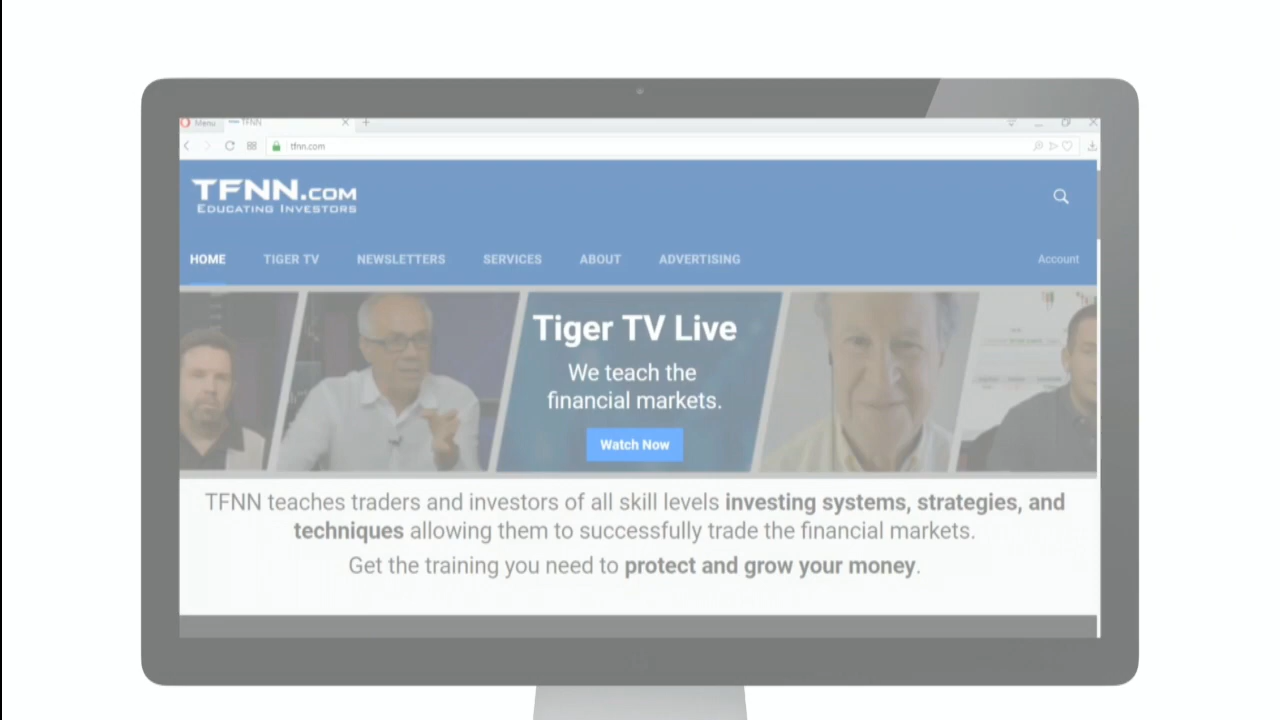 Menu
TFNN
tfnn.com
TFNN.COM
EDUCATING INVESTORS
HOME
TIGER TV
NEWSLETTERS
SERVICES
ABOUT
ADVERTISING
Account
Tiger TV Live
We teach the
financial markets.
Watch Now
TFNN teaches traders and investors of all skill levels investing systems, strategies, and
techniques allowing them to successfully trade the financial markets.
Get the training you need to protect and grow your money.